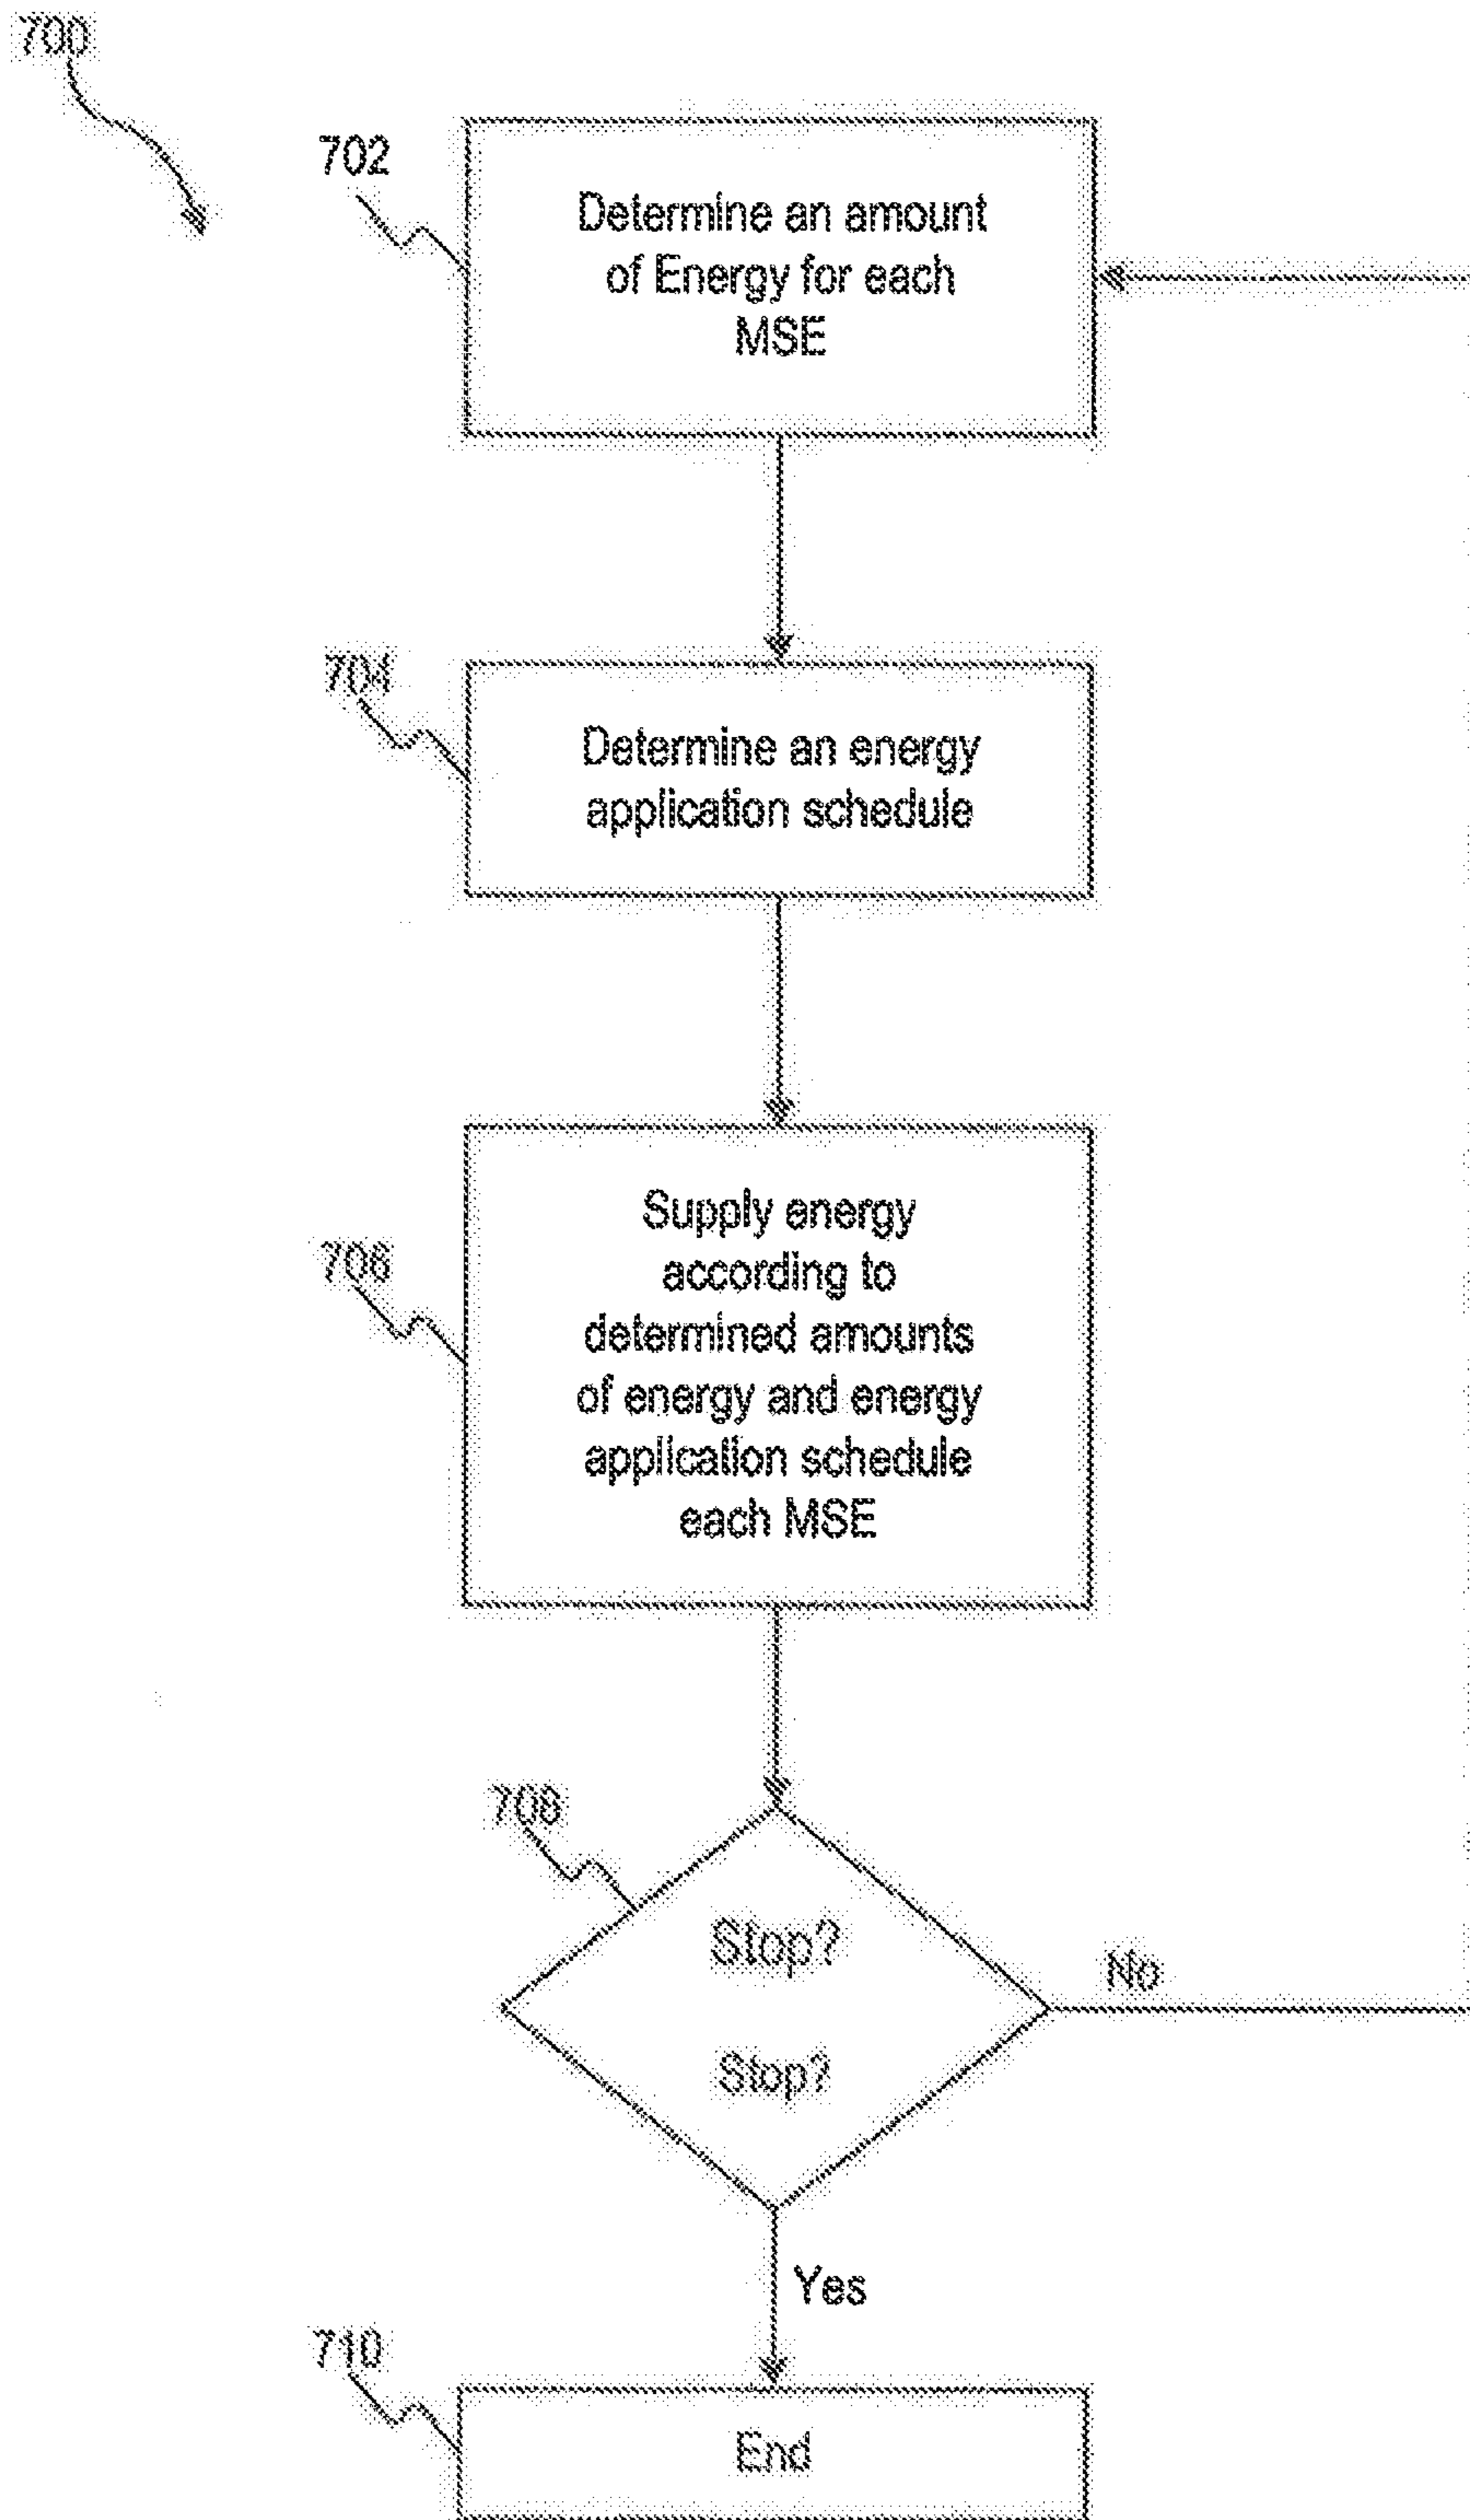 700
702
Determine an amount
of Energy for each
MSE
704
Determine an energy
application schedule
706
Supply energy
according to
determined amounts
of energy and energy
application schedule
each MSE
708
Stop?
No
Stop?
Yes
710
End